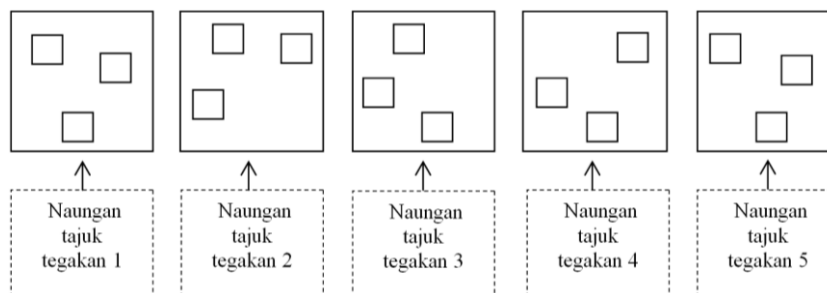 Naungan
tajuk
tegakan 1
Naungan
tajuk
tegakan 2
Naungan
tajuk
tegakan 3
Naungan
tajuk
tegakan 4
Naungan
tajuk
tegakan 5